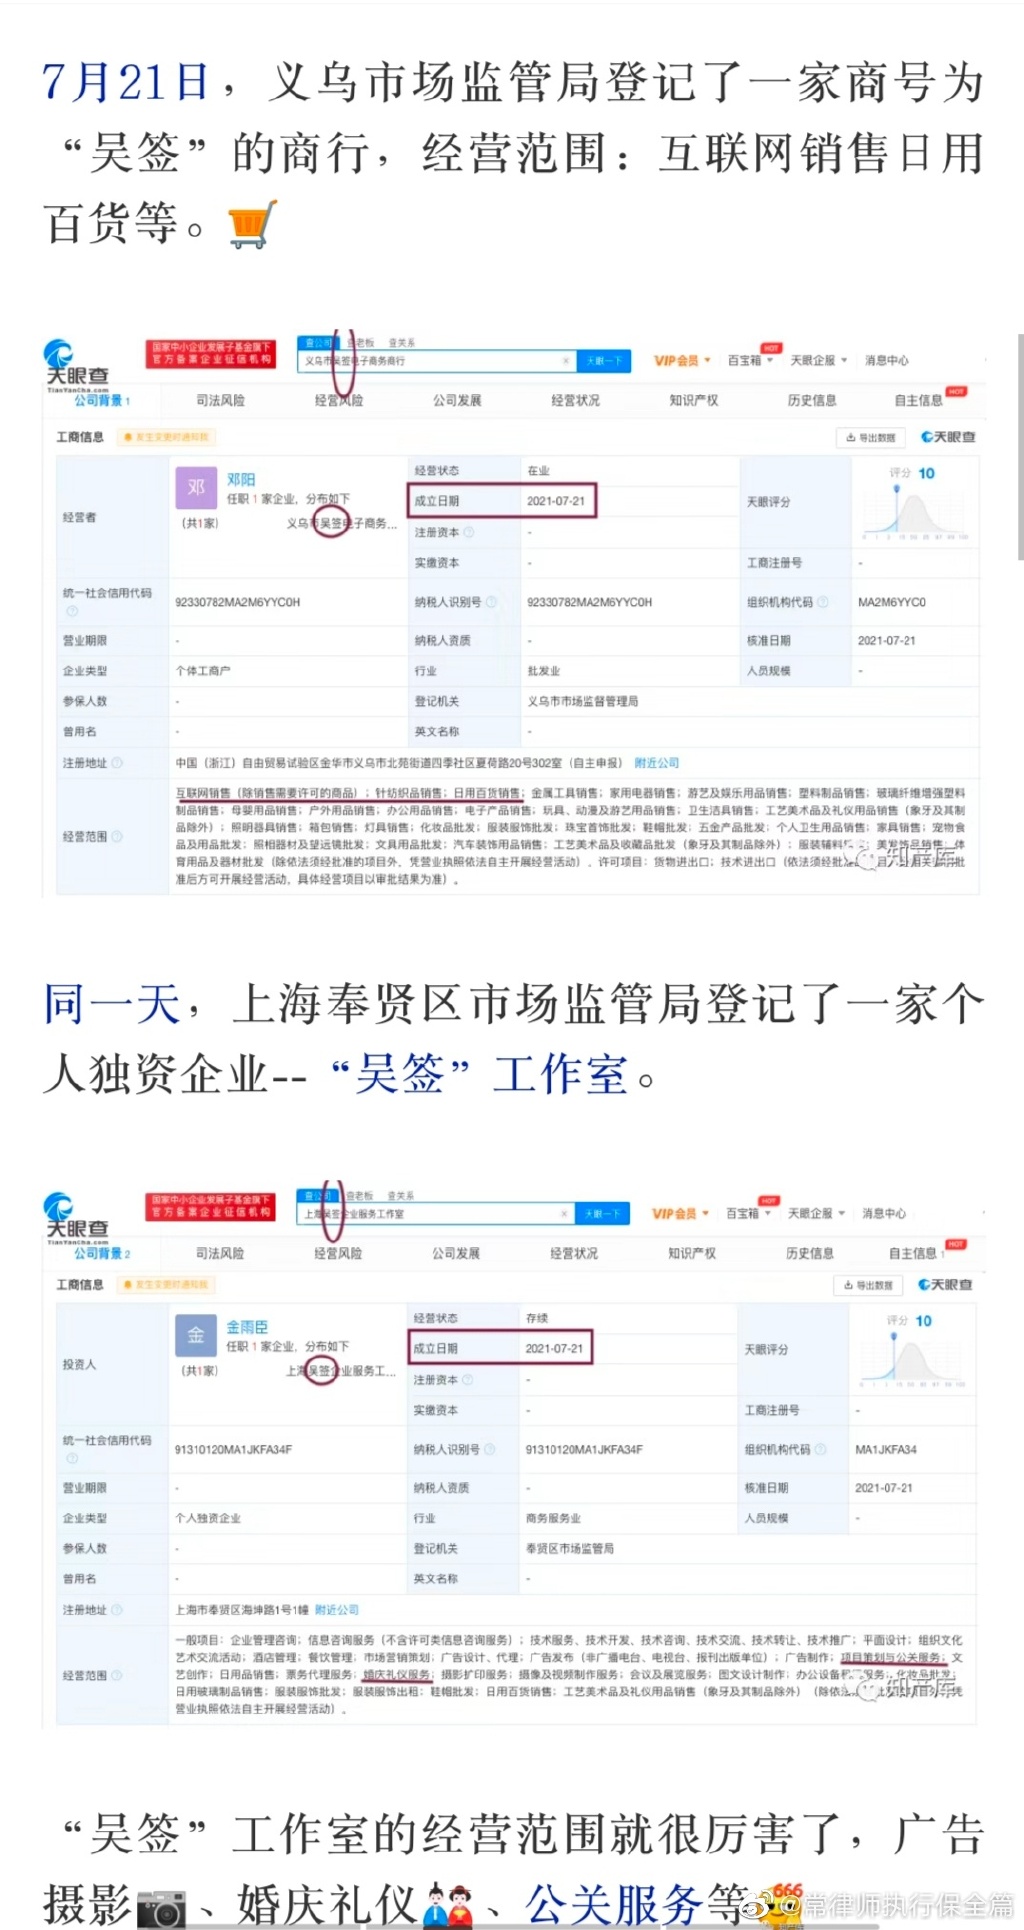 7月21日，义乌市场监管局登记了一家商号为
“吴签”的商行，经营范围：互联网销售日用
百货等。
天眼查
TianYanCha.com
国家中小企业发展子基金旗下
官方备案企业征信机构
查公司 查老板 查关系
义乌市吴签电子商务商行 × 天眼一下
VIP会员 百宝箱 HOT 天眼企服 消息中心
公司背景 1 司法风险 经营风险 公司发展 经营状况 知识产权 历史信息 自主信息 HOT
工商信息 发生变更时通知我 导出数据 天眼查
经营者
邓 邓阳
任职 1 家企业，分布如下
(共1家) 义乌市吴签电子商务...
经营状态 在业
成立日期 2021-07-21
注册资本 -
实缴资本 -
天眼评分 评分 10
工商注册号 -
统一社会信用代码 92330782MA2M6YYC0H 纳税人识别号 92330782MA2M6YYC0H 组织机构代码 MA2M6YYC0
营业期限 - 纳税人资质 - 核准日期 2021-07-21
企业类型 个体工商户 行业 批发业 人员规模 -
参保人数 - 登记机关 义乌市市场监督管理局
曾用名 - 英文名称 -
注册地址 中国（浙江）自由贸易试验区金华市义乌市北苑街道四季社区夏荷路20号302室（自主申报） 附近公司
经营范围
互联网销售（除销售需要许可的商品）；针纺织品销售；日用百货销售；金属工具销售；家用电器销售；游艺及娱乐用品销售；塑料制品销售；玻璃纤维增强塑料
制品销售；母婴用品销售；户外用品销售；办公用品销售；电子产品销售；玩具、动漫及游艺用品销售；卫生洁具销售；工艺美术品及礼仪用品销售（象牙及其制
品除外）；照明器具销售；箱包销售；灯具销售；化妆品批发；服装服饰批发；珠宝首饰批发；鞋帽批发；五金产品批发；个人卫生用品销售；家具销售；宠物食
品及用品批发；照相器材及望远镜批发；文具用品批发；汽车装饰用品销售；工艺美术品及收藏品批发（象牙及其制品除外）；服装辅料销售；美发饰品销售；体
育用品及器材批发（除依法须经批准的项目外，凭营业执照依法自主开展经营活动）。许可项目：货物进出口；技术进出口（依法须经批准
准后方可开展经营活动，具体经营项目以审批结果为准）。
知产库
同一天，上海奉贤区市场监管局登记了一家个
人独资企业--“吴签”工作室。
天眼查
TianYanCha.com
国家中小企业发展子基金旗下
官方备案企业征信机构
查公司 查老板 查关系
上海吴签企业服务工作室 × 天眼一下
VIP会员 百宝箱 HOT 天眼企服 消息中心
公司背景 2 司法风险 经营风险 公司发展 经营状况 知识产权 历史信息 自主信息 1 HOT
工商信息 发生变更时通知我 导出数据 天眼查
投资人
金 金雨臣
任职 1 家企业，分布如下
(共1家) 上海吴签企业服务工...
经营状态 存续
成立日期 2021-07-21
注册资本 -
实缴资本 -
天眼评分 评分 10
工商注册号 -
统一社会信用代码 91310120MA1JKFA34F 纳税人识别号 91310120MA1JKFA34F 组织机构代码 MA1JKFA34
营业期限 - 纳税人资质 - 核准日期 2021-07-21
企业类型 个人独资企业 行业 商务服务业 人员规模 -
参保人数 - 登记机关 奉贤区市场监管局
曾用名 - 英文名称 -
注册地址 上海市奉贤区海坤路1号1幢 附近公司
经营范围
一般项目：企业管理咨询；信息咨询服务（不含许可类信息咨询服务）；技术服务、技术开发、技术咨询、技术交流、技术转让、技术推广；平面设计；组织文化
艺术交流活动；酒店管理；餐饮管理；市场营销策划；广告设计、代理；广告发布（非广播电台、电视台、报刊出版单位）；广告制作；项目策划与公关服务；文
艺创作；日用品销售；票务代理服务；婚庆礼仪服务；摄影扩印服务；摄像及视频制作服务；会议及展览服务；图文设计制作；办公设备租赁服务；化妆品批发；
日用玻璃制品销售；服装服饰批发；服装服饰出租；鞋帽批发；日用百货销售；工艺美术品及礼仪用品销售（象牙及其制品除外）（除依法须经批准的项目外，凭
营业执照依法自主开展经营活动）。
知产库
“吴签”工作室的经营范围就很厉害了，广告
摄影、婚庆礼仪、公关服务等
666
@常律师执行保全篇